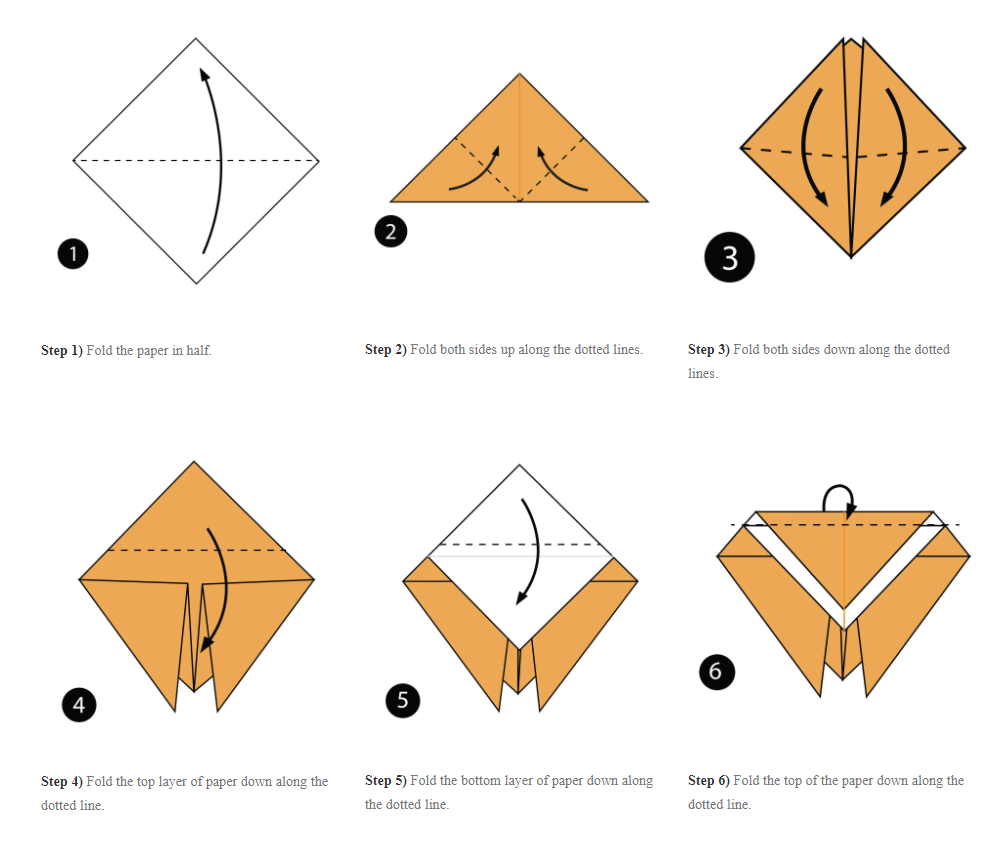 1
2
3
Step 1) Fold the paper in half.
Step 2) Fold both sides up along the dotted lines.
Step 3) Fold both sides down along the dotted
lines.
4
5
6
Step 4) Fold the top layer of paper down along the
dotted line.
Step 5) Fold the bottom layer of paper down along
the dotted line.
Step 6) Fold the top of the paper down along the
dotted line.